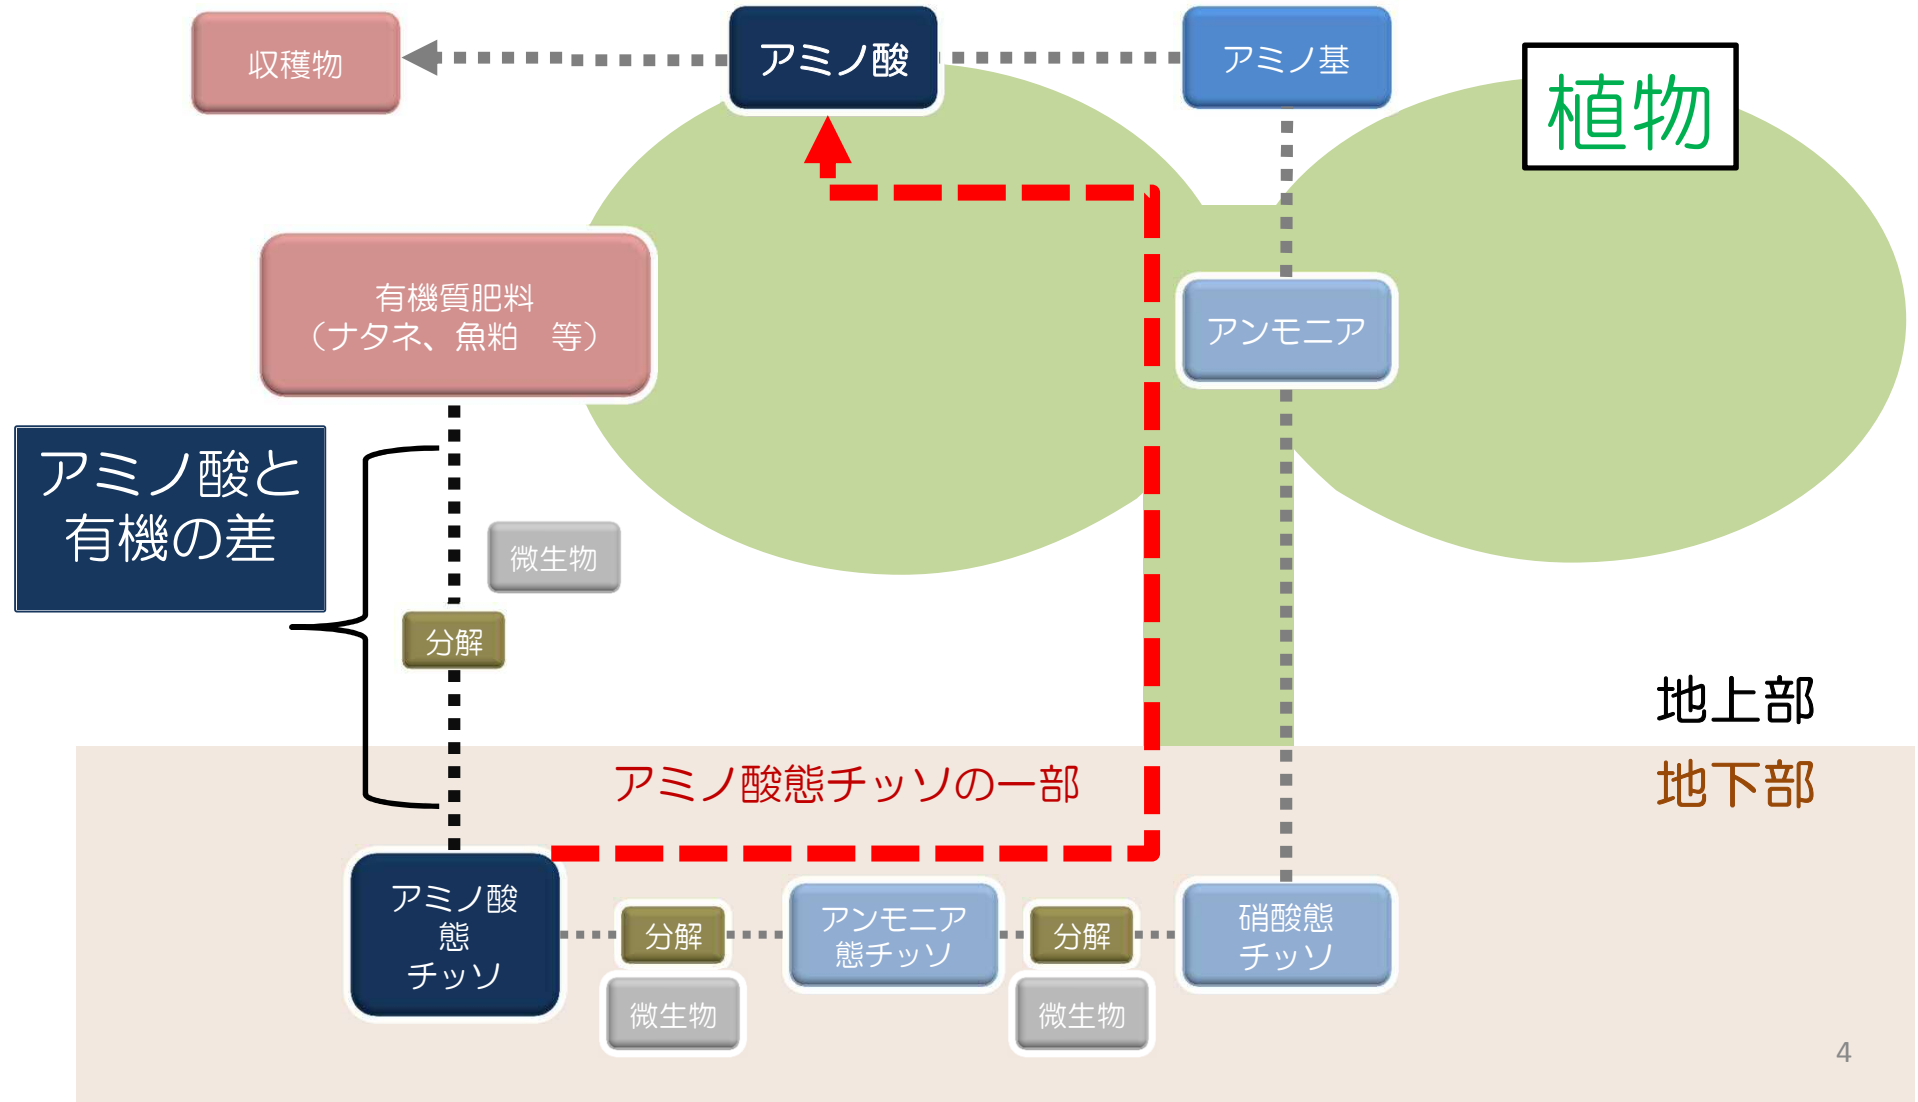 収穫物
アミノ酸
アミノ基
植物
有機質肥料
（ナタネ、魚粕　等）
アンモニア
アミノ酸と
有機の差
微生物
分解
地上部
地下部
アミノ酸態チッソの一部
アミノ酸
態
チッソ
分解
微生物
アンモニア
態チッソ
分解
微生物
硝酸態
チッソ
4